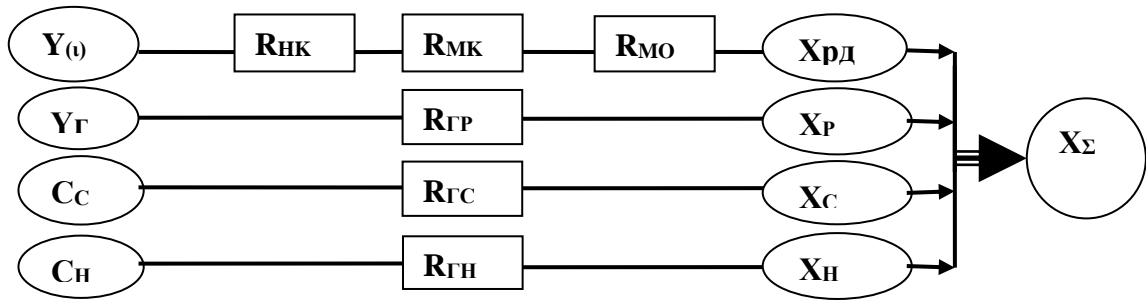 Y(ι) RНК RМК RМО Xрд
YГ RГР XР
CС RГС XС
CН RГН XН
XΣ